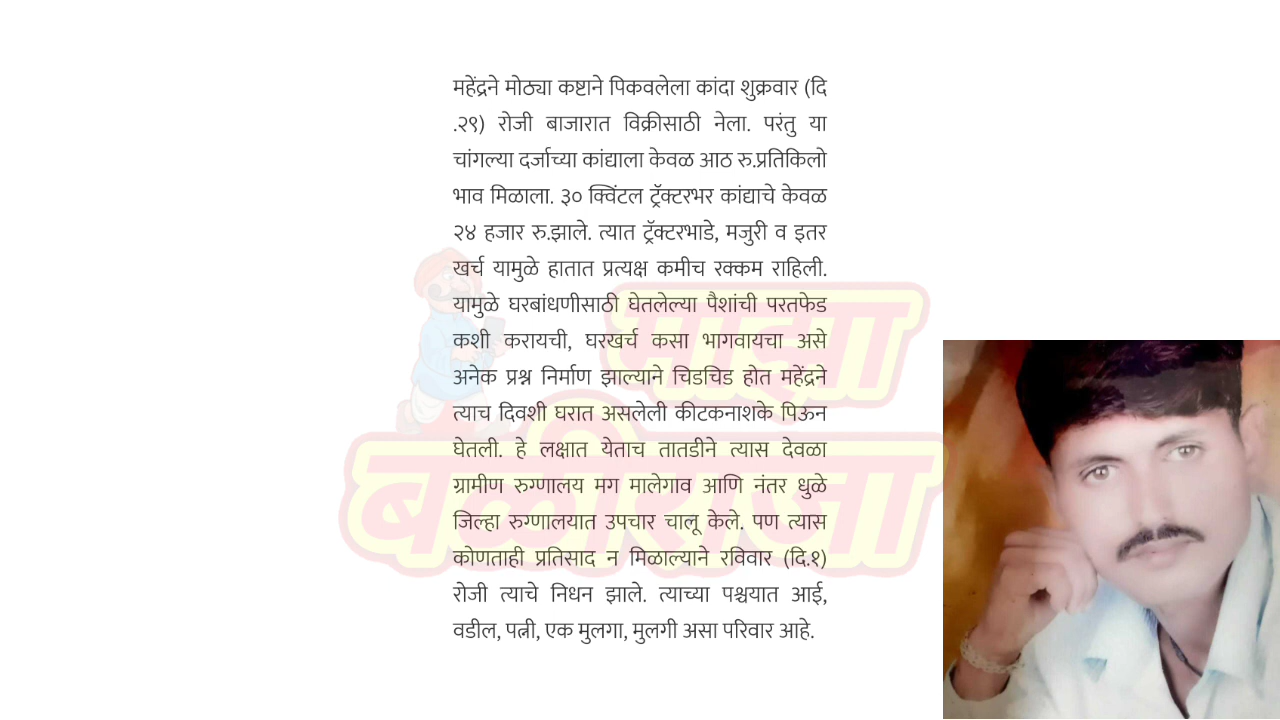 महेंद्रने मोठ्या कष्टाने पिकवलेला कांदा शुक्रवार (दि
.२९) रोजी बाजारात विक्रीसाठी नेला. परंतु या
चांगल्या दर्जाच्या कांद्याला केवळ आठ रु.प्रतिकिलो
भाव मिळाला. ३० क्विंटल ट्रॅक्टरभर कांद्याचे केवळ
२४ हजार रु.झाले. त्यात ट्रॅक्टरभाडे, मजुरी व इतर
खर्च यामुळे हातात प्रत्यक्ष कमीच रक्कम राहिली.
यामुळे घरबांधणीसाठी घेतलेल्या पैशांची परतफेड
कशी करायची, घरखर्च कसा भागवायचा असे
अनेक प्रश्न निर्माण झाल्याने चिडचिड होत महेंद्रने
त्याच दिवशी घरात असलेली कीटकनाशके पिऊन
घेतली. हे लक्षात येताच तातडीने त्यास देवळा
ग्रामीण रुग्णालय मग मालेगाव आणि नंतर धुळे
जिल्हा रुग्णालयात उपचार चालू केले. पण त्यास
कोणताही प्रतिसाद न मिळाल्याने रविवार (दि.१)
रोजी त्याचे निधन झाले. त्याच्या पश्चयात आई,
वडील, पत्नी, एक मुलगा, मुलगी असा परिवार आहे.
माझा
बळीराजा